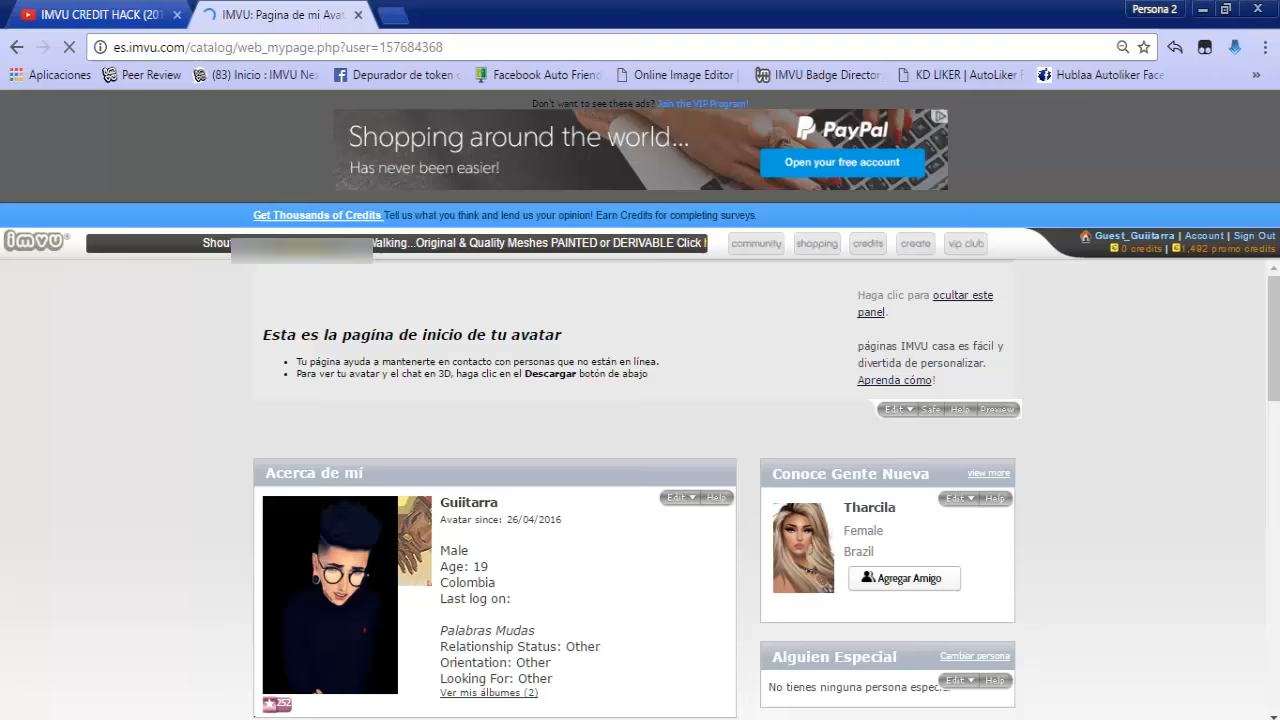 IMVU CREDIT HACK (201
IMVU: Pagina de mi Avat
Persona 2
es.imvu.com/catalog/web_mypage.php?user=157684368
Aplicaciones
Peer Review
(83) Inicio : IMVU Nex
Depurador de token
Facebook Auto Frienc
Online Image Editor
IMVU Badge Director
KD LIKER | AutoLiker F
Hublaa Autoliker Face
»
Don't want to see these ads? Join the VIP Program!
Shopping around the world...
Has never been easier!
PayPal
Open your free account
Get Thousands of Credits Tell us what you think and lend us your opinion! Earn Credits for completing surveys.
imvu
Shou
Walking...Original & Quality Meshes PAINTED or DERIVABLE Click
community
shopping
credits
create
vip club
Guest_Guiitarra | Account | Sign Out
0 credits | 1,492 promo credits
Esta es la pagína de inicio de tu avatar
• Tu página ayuda a mantenerte en contacto con personas que no están en línea.
• Para ver tu avatar y el chat en 3D, haga clic en el Descargar botón de abajo
Haga clic para ocultar este
panel.
páginas IMVU casa es fácil y
divertida de personalizar.
Aprenda cómo!
Edit Safe Help Preview
Acerca de mí
Edit Help
Guiitarra
Avatar since: 26/04/2016
Male
Age: 19
Colombia
Last log on:
Palabras Mudas
Relationship Status: Other
Orientation: Other
Looking For: Other
Ver mis álbumes (2)
252
Conoce Gente Nueva
view more
Edit Help
Tharcila
Female
Brazil
Agregar Amigo
Alguien Especial
Cambiar persona
Edit Help
No tienes ninguna persona espec